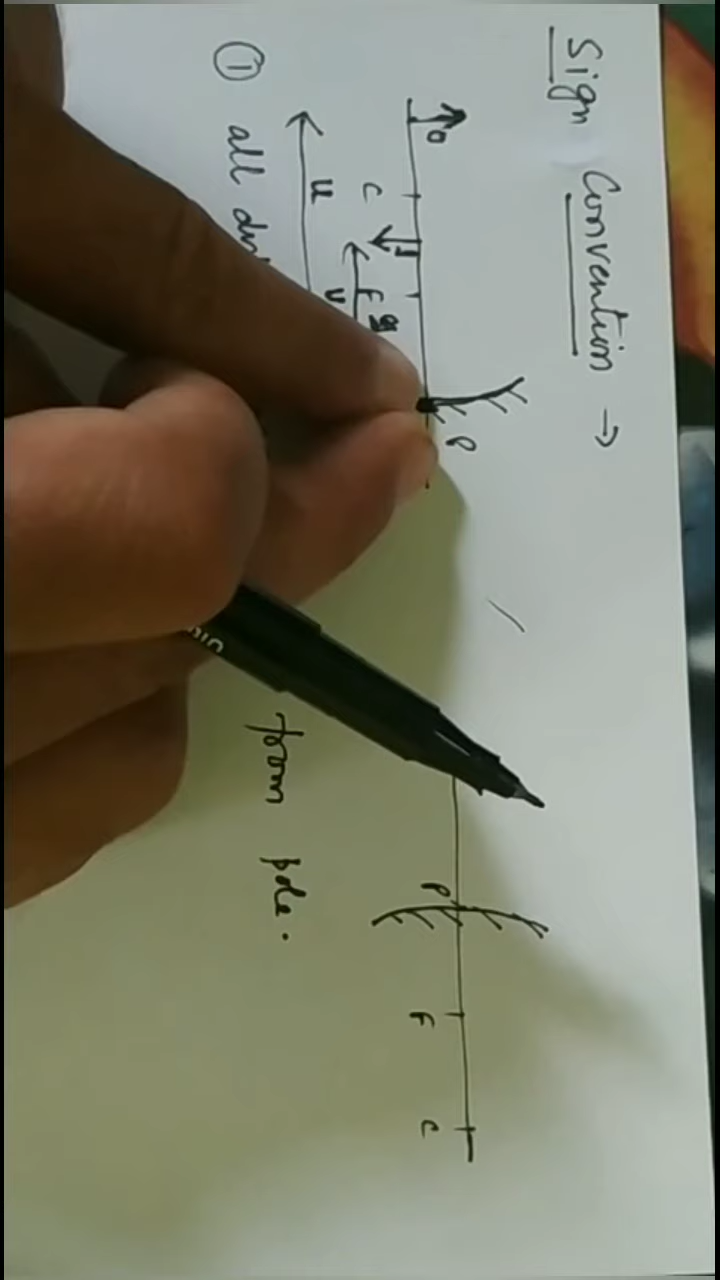 Sign Convention →
O
P
C
F
u
v
P
F
C
① all from pole.